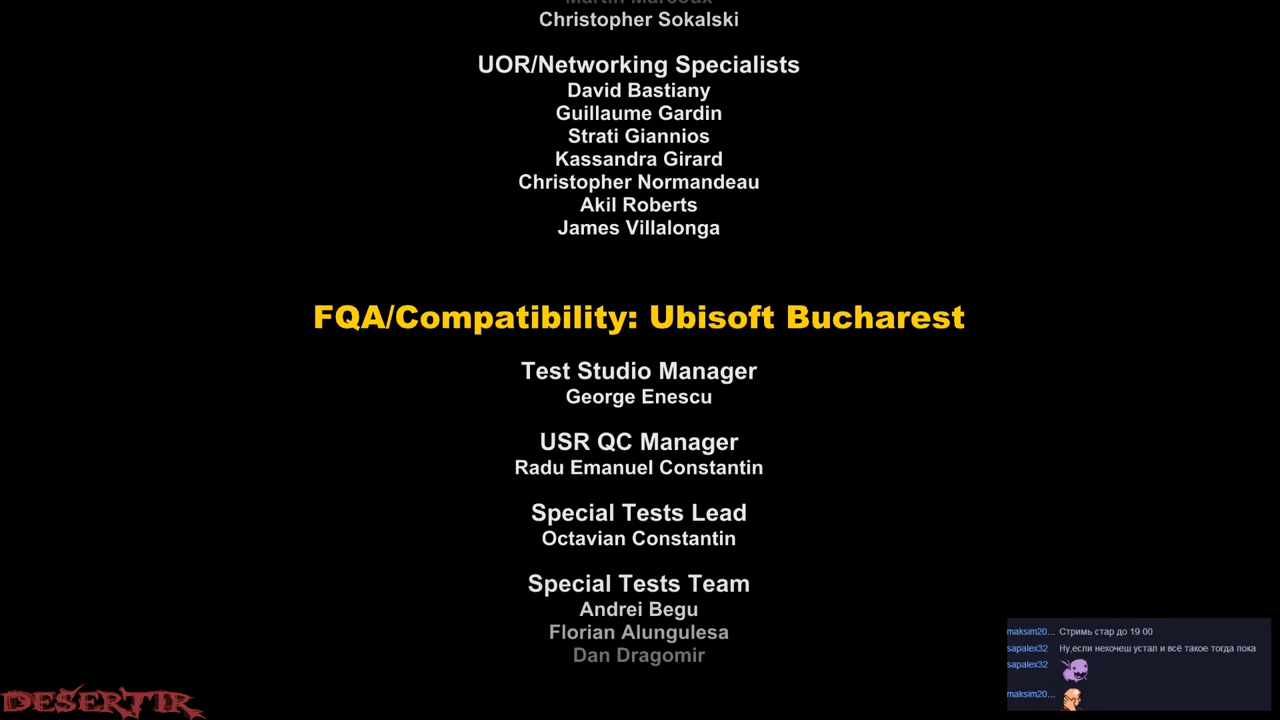 Christopher Sokalski
UOR/Networking Specialists
David Bastiany
Guillaume Gardin
Strati Giannios
Kassandra Girard
Christopher Normandeau
Akil Roberts
James Villalonga
FQA/Compatibility: Ubisoft Bucharest
Test Studio Manager
George Enescu
USR QC Manager
Radu Emanuel Constantin
Special Tests Lead
Octavian Constantin
Special Tests Team
Andrei Begu
Florian Alungulesa
Dan Dragomir
maksim20... Стримь стар до 19 00
sapalex32 Ну,если нехочеш устал и всё такое тогда пока
sapalex32
maksim20...
DESERTIR